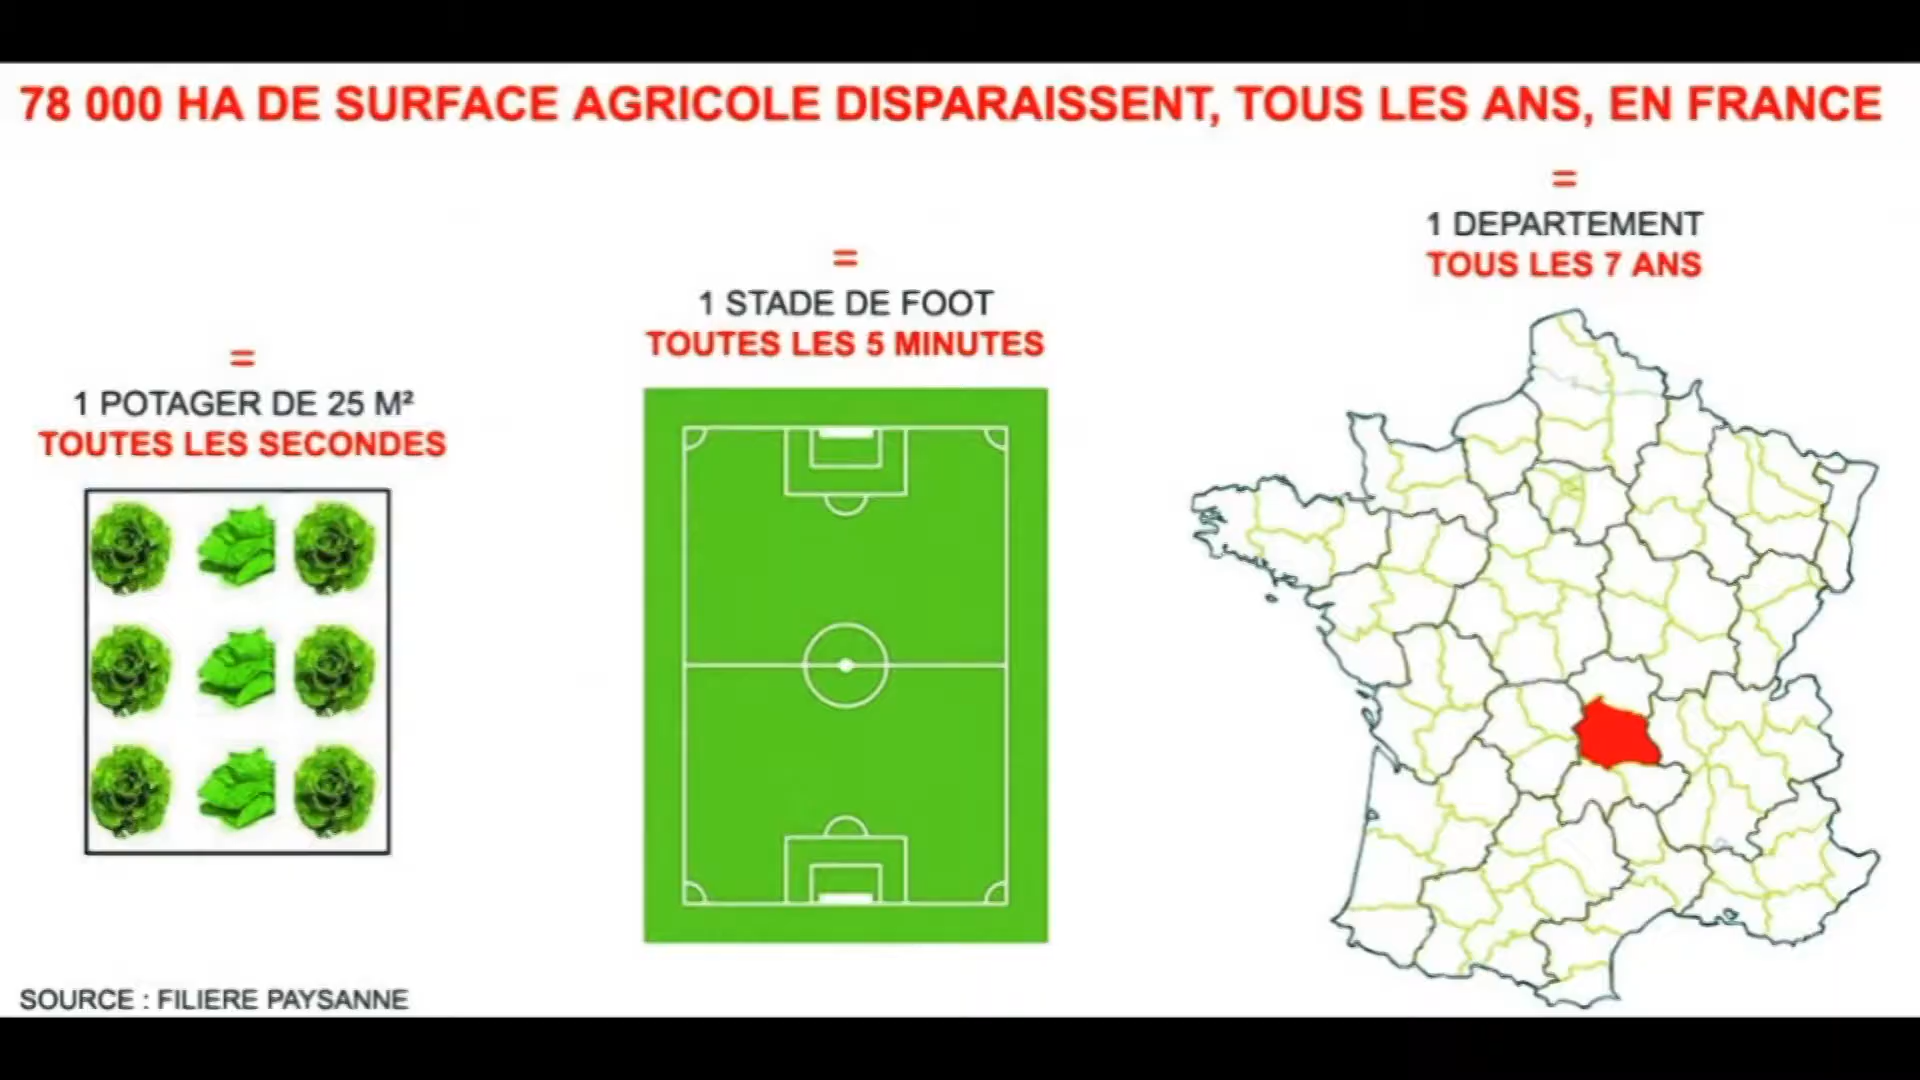 78 000 HA DE SURFACE AGRICOLE DISPARAISSENT, TOUS LES ANS, EN FRANCE
=
1 POTAGER DE 25 M²
TOUTES LES SECONDES
=
1 STADE DE FOOT
TOUTES LES 5 MINUTES
=
1 DEPARTEMENT
TOUS LES 7 ANS
SOURCE : FILIERE PAYSANNE